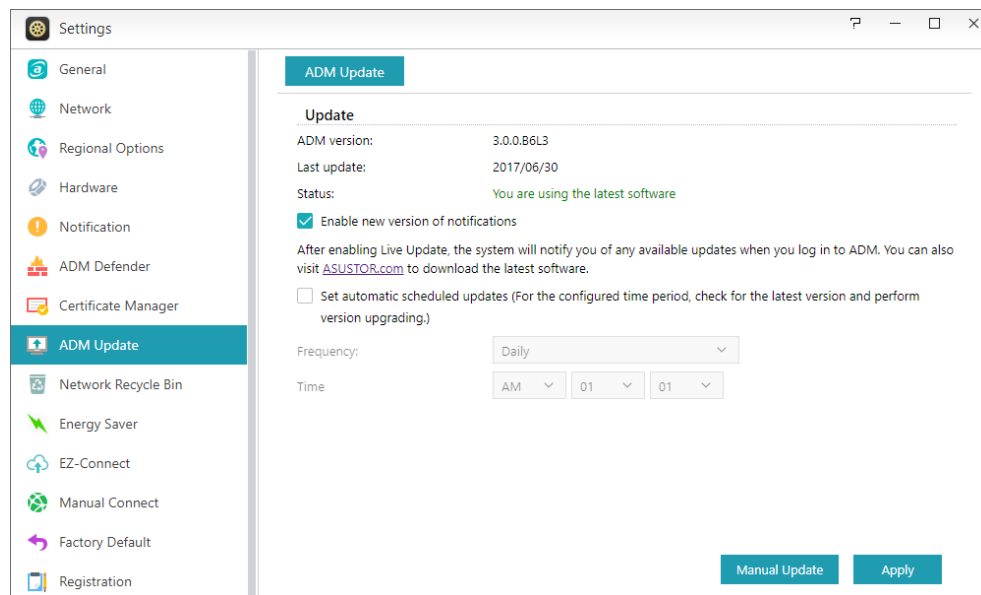 Settings
General
Network
Regional Options
Hardware
Notification
ADM Defender
Certificate Manager
ADM Update
Network Recycle Bin
Energy Saver
EZ-Connect
Manual Connect
Factory Default
Registration
ADM Update
Update
ADM version: 3.0.0.B6L3
Last update: 2017/06/30
Status: You are using the latest software
Enable new version of notifications
After enabling Live Update, the system will notify you of any available updates when you log in to ADM. You can also
visit ASUSTOR.com to download the latest software.
Set automatic scheduled updates (For the configured time period, check for the latest version and perform
version upgrading.)
Frequency: Daily
Time AM 01 01
Manual Update Apply